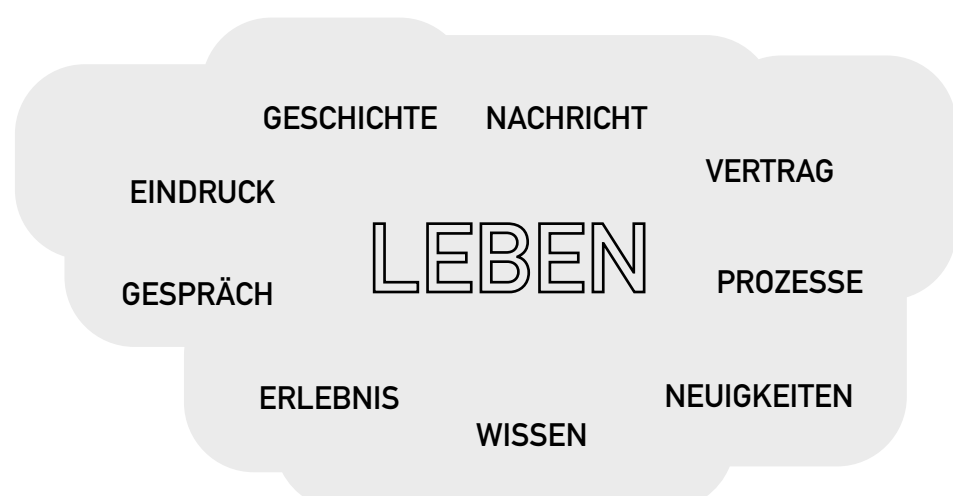 GESCHICHTE NACHRICHT
VERTRAG
EINDRUCK
LEBEN
PROZESSE
GESPRÄCH
NEUIGKEITEN
ERLEBNIS
WISSEN